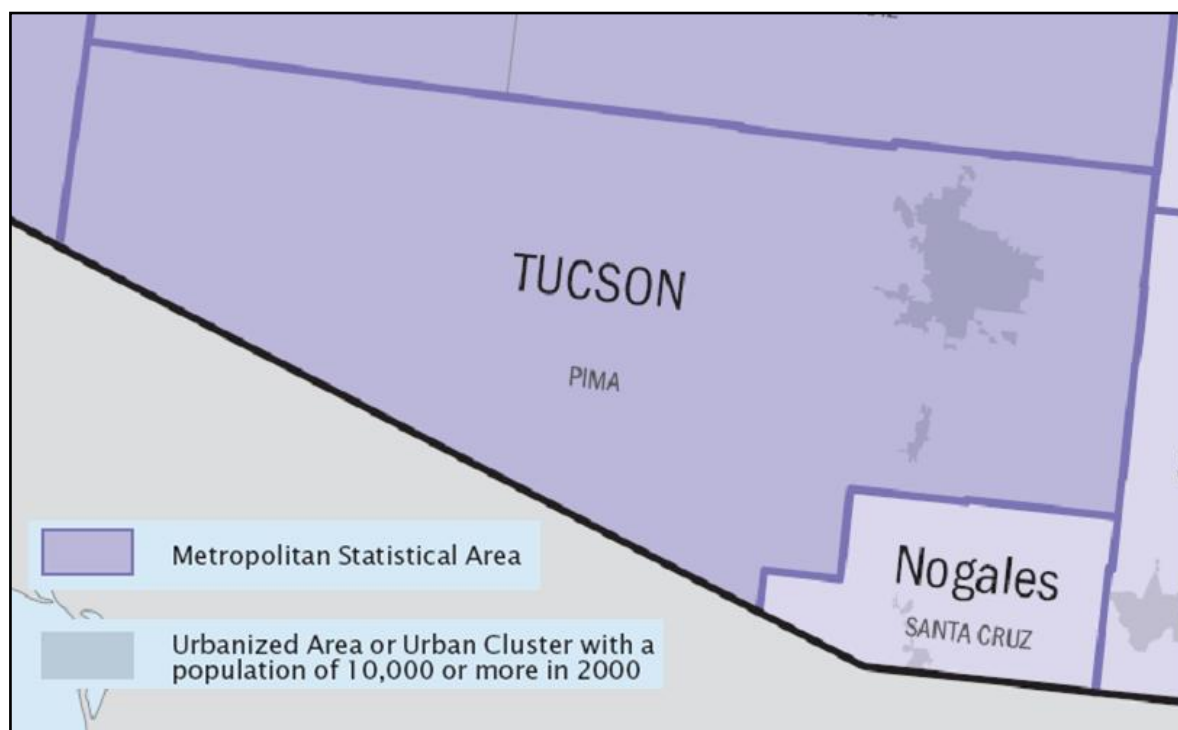 TUCSON
PIMA
Nogales
SANTA CRUZ
Metropolitan Statistical Area
Urbanized Area or Urban Cluster with a
population of 10,000 or more in 2000